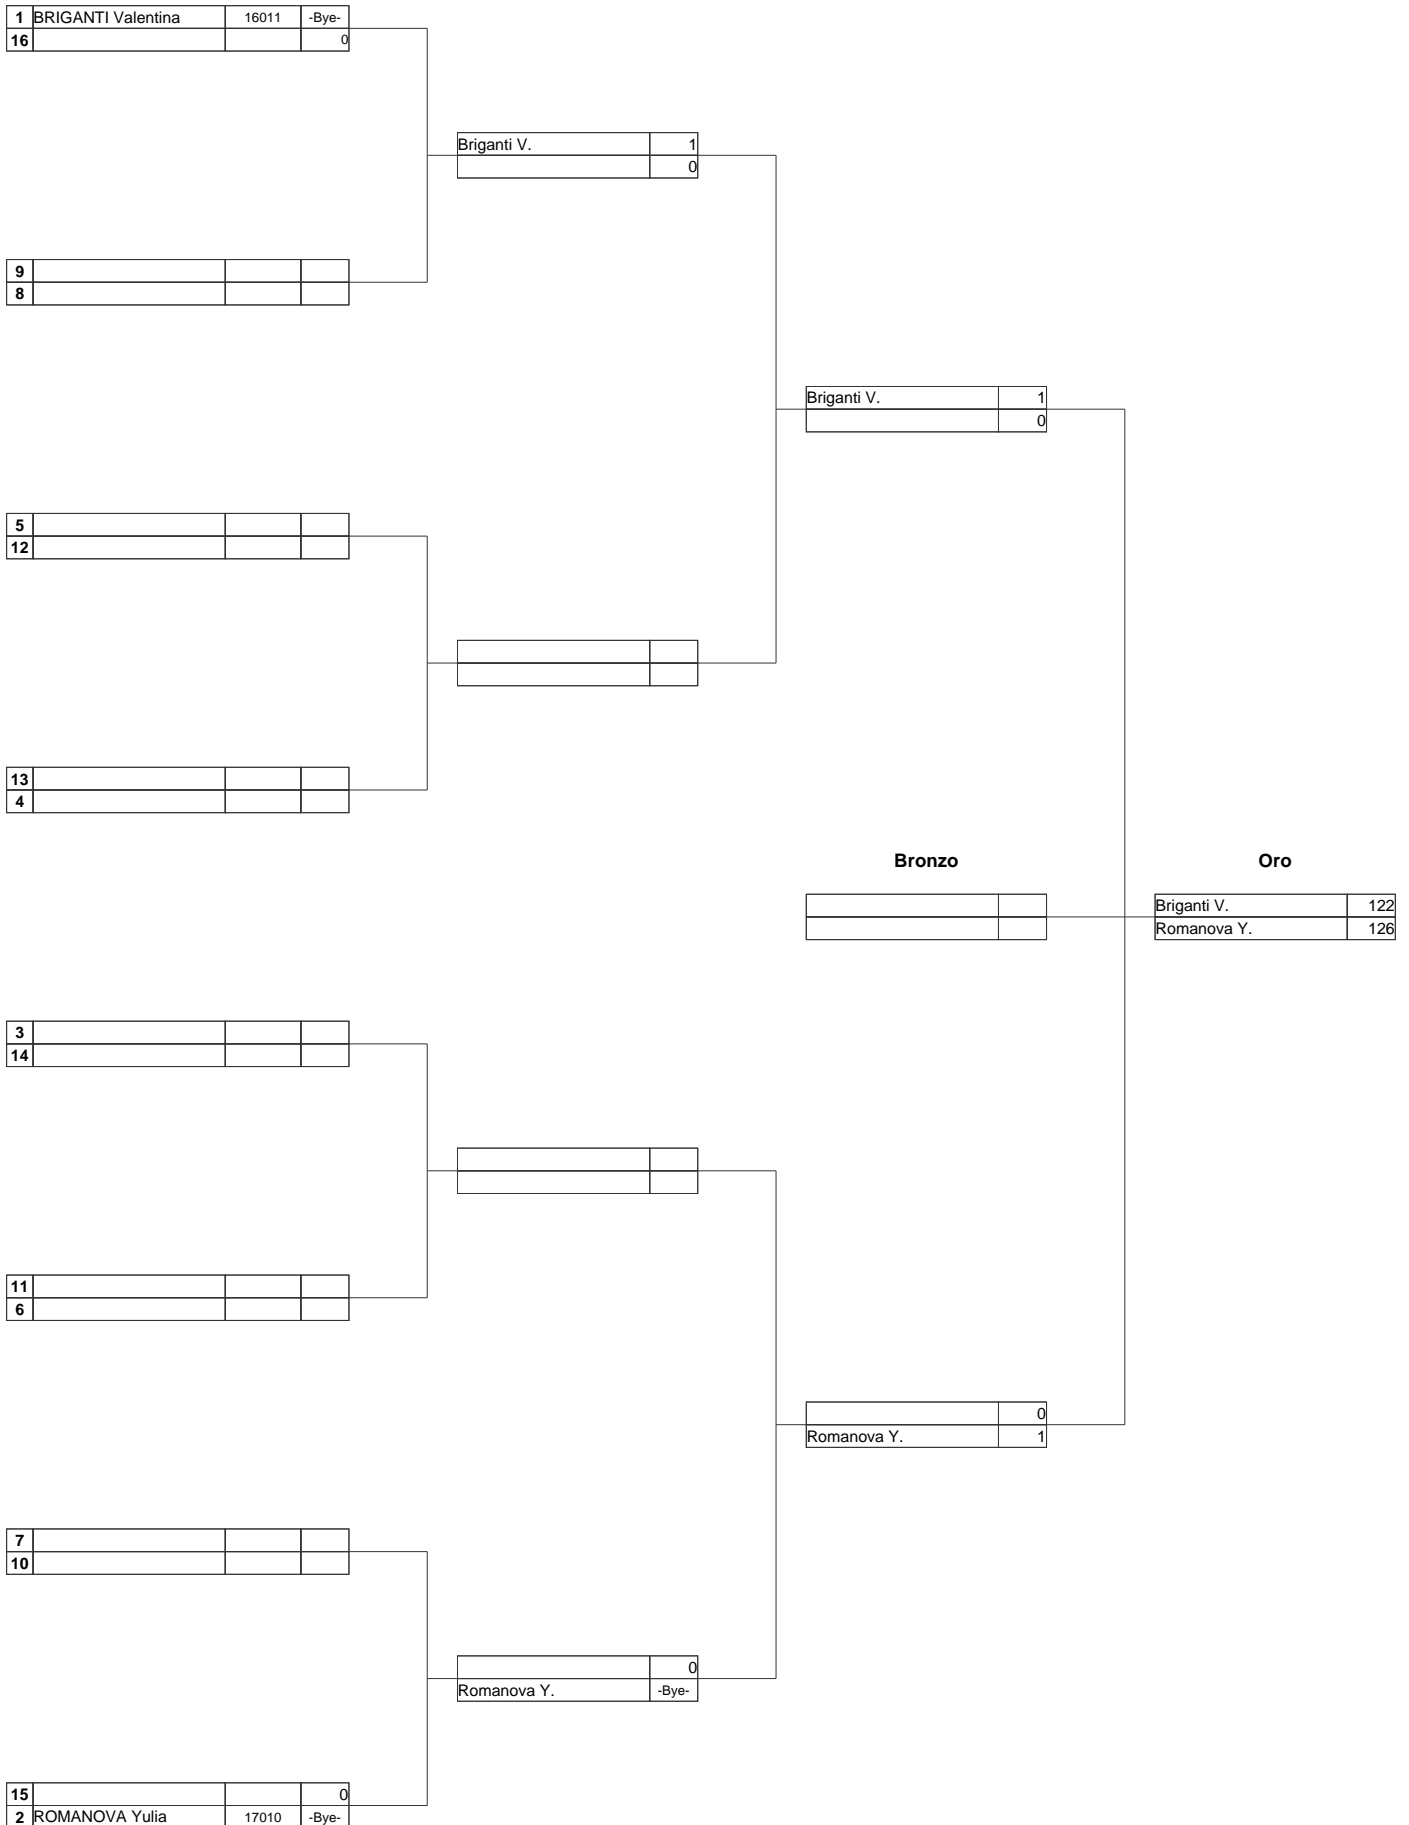 1 BRIGANTI Valentina 16011 -Bye-
16 0
Briganti V. 1
0
9
8
Briganti V. 1
0
5
12
13
4
Bronzo Oro
Briganti V. 122
Romanova Y. 126
3
14
11
6
0
Romanova Y. 1
7
10
0
Romanova Y. -Bye-
15 0
2 ROMANOVA Yulia 17010 -Bye-